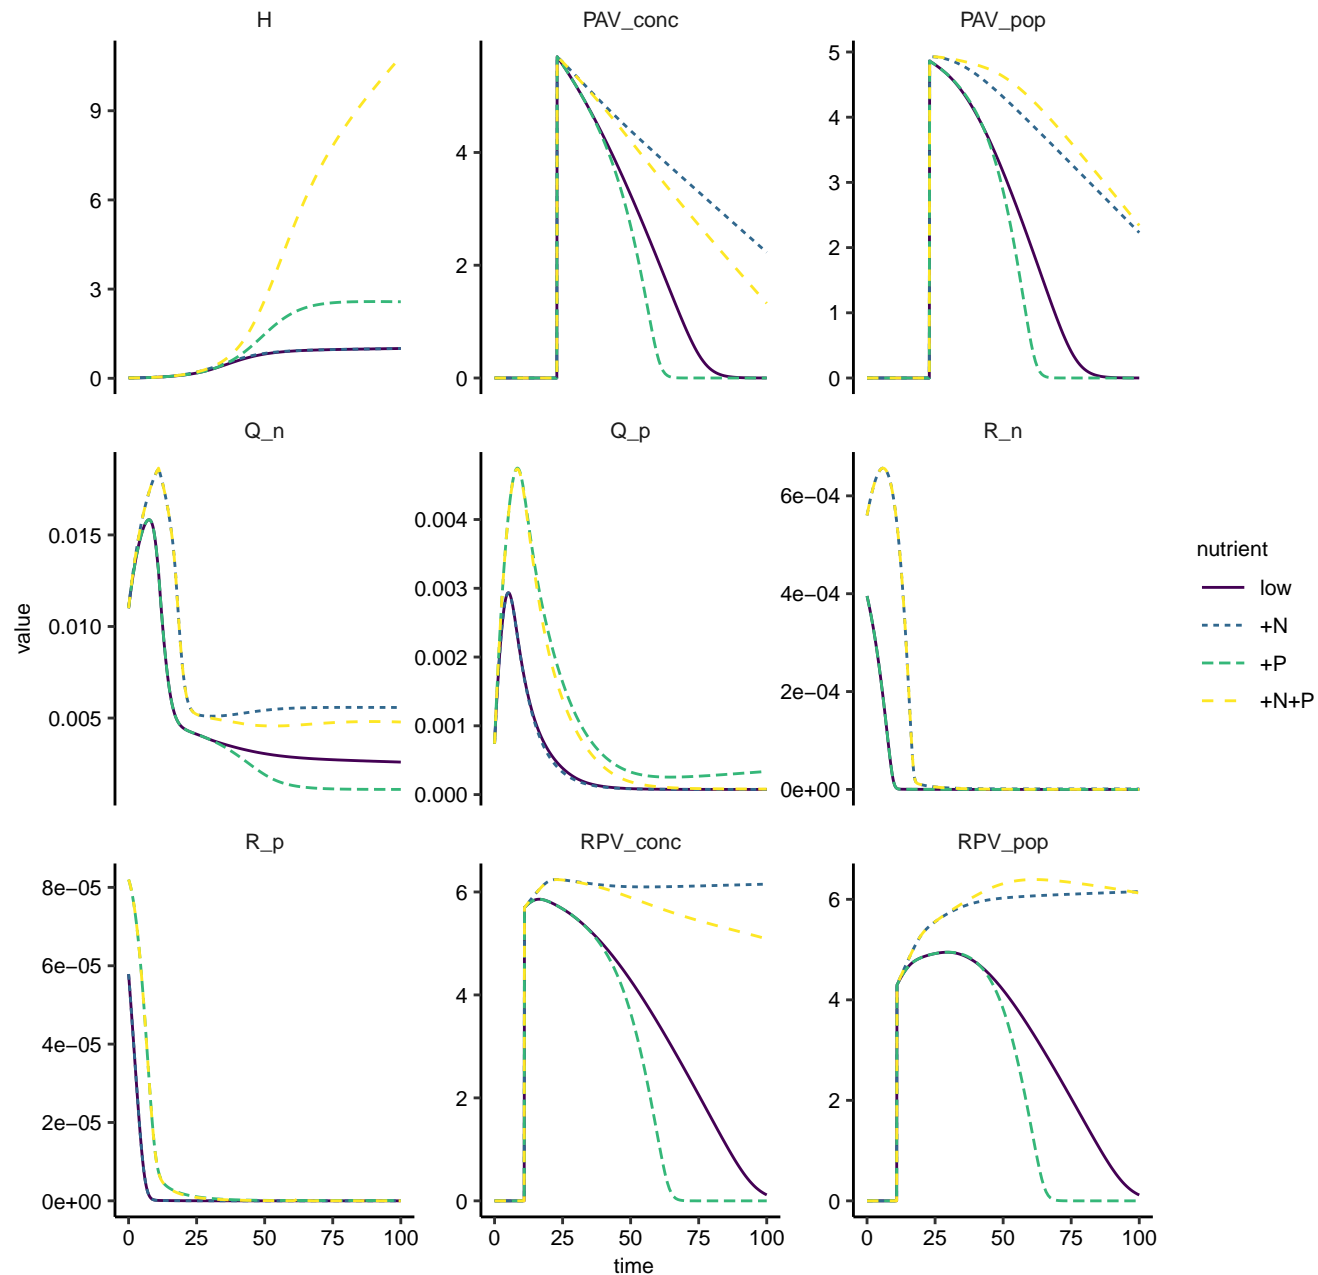 H
PAV_conc
PAV_pop
9
6
3
0
4
2
0
5
4
3
2
1
0
Q_n
Q_p
R_n
0.015
0.010
0.005
0.004
0.003
0.002
0.001
0.000
6e−04
4e−04
2e−04
0e+00
value
nutrient
low
+N
+P
+N+P
R_p
RPV_conc
RPV_pop
8e−05
6e−05
4e−05
2e−05
0e+00
6
4
2
0
6
4
2
0
0 25 50 75 100
0 25 50 75 100
0 25 50 75 100
time